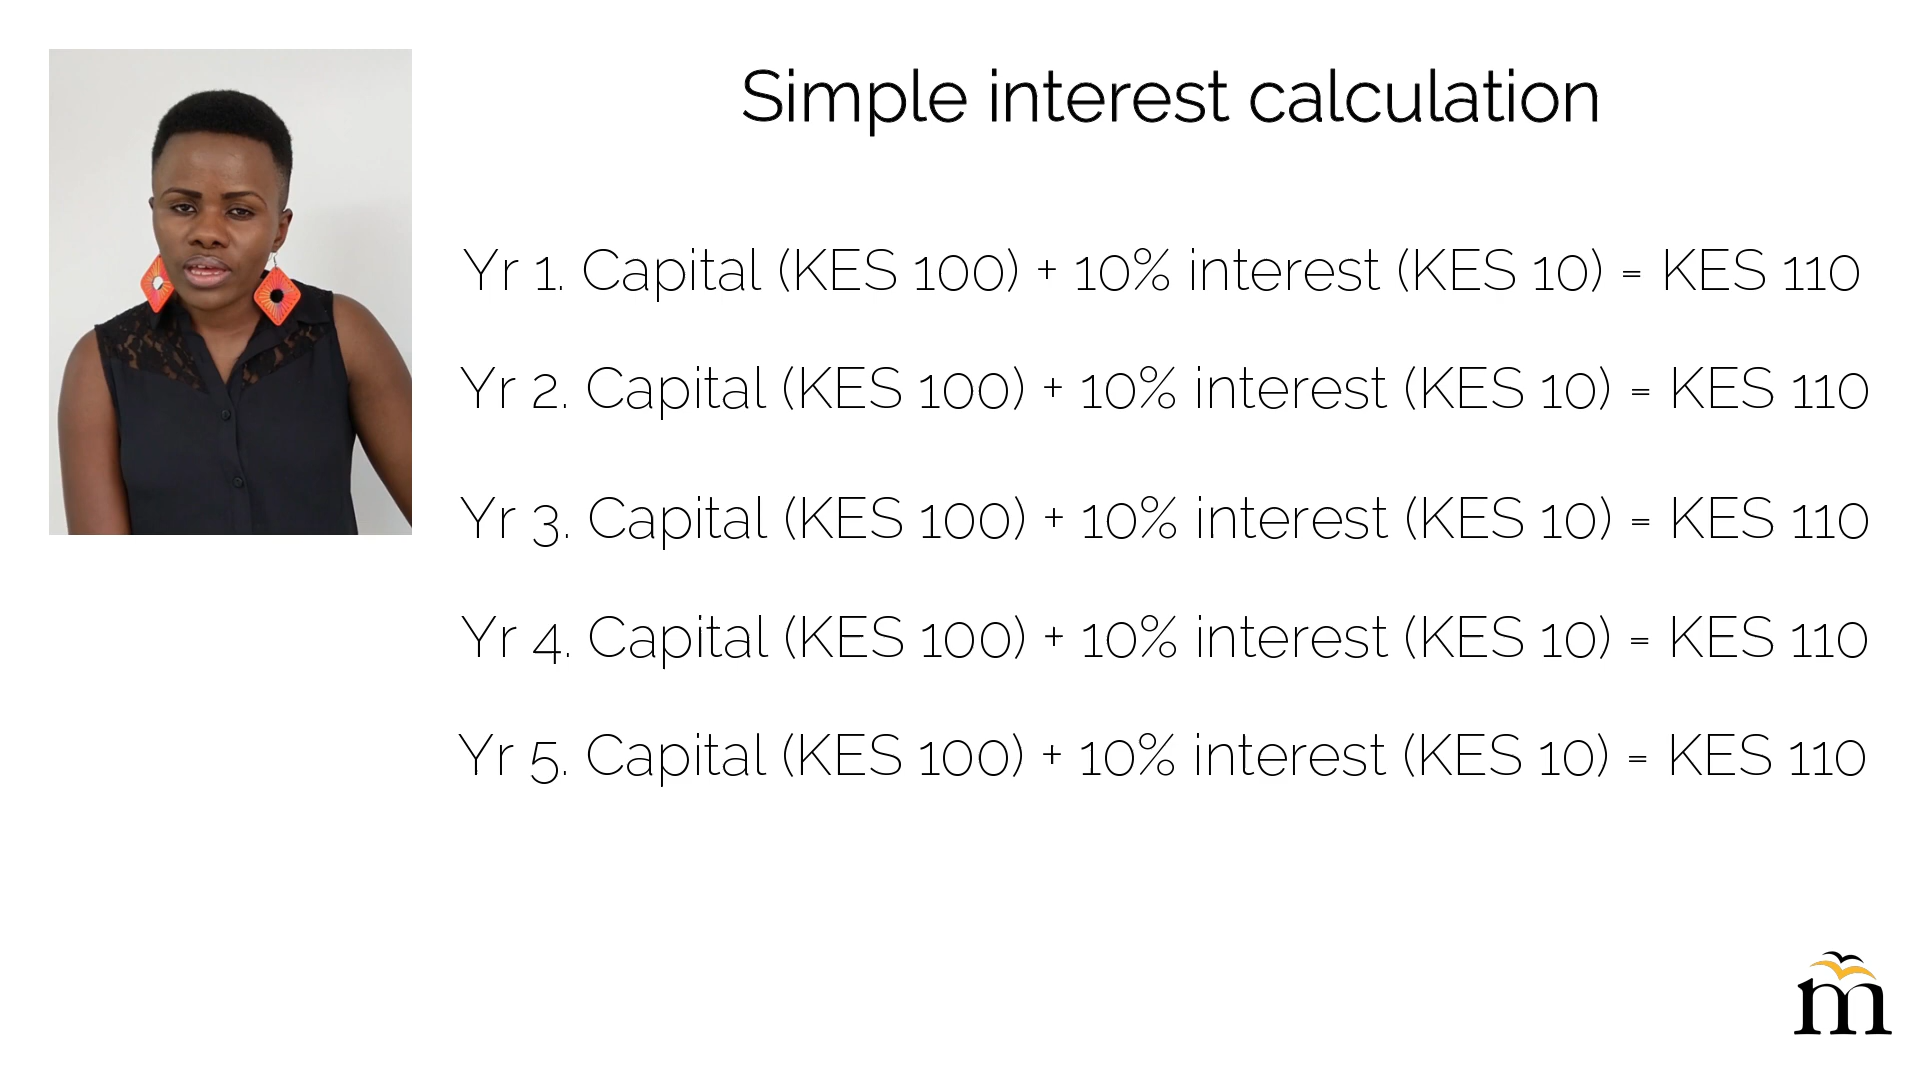 Simple interest calculation
Yr 1. Capital (KES 100) + 10% interest (KES 10) = KES 110
Yr 2. Capital (KES 100) + 10% interest (KES 10) = KES 110
Yr 3. Capital (KES 100) + 10% interest (KES 10) = KES 110
Yr 4. Capital (KES 100) + 10% interest (KES 10) = KES 110
Yr 5. Capital (KES 100) + 10% interest (KES 10) = KES 110
m